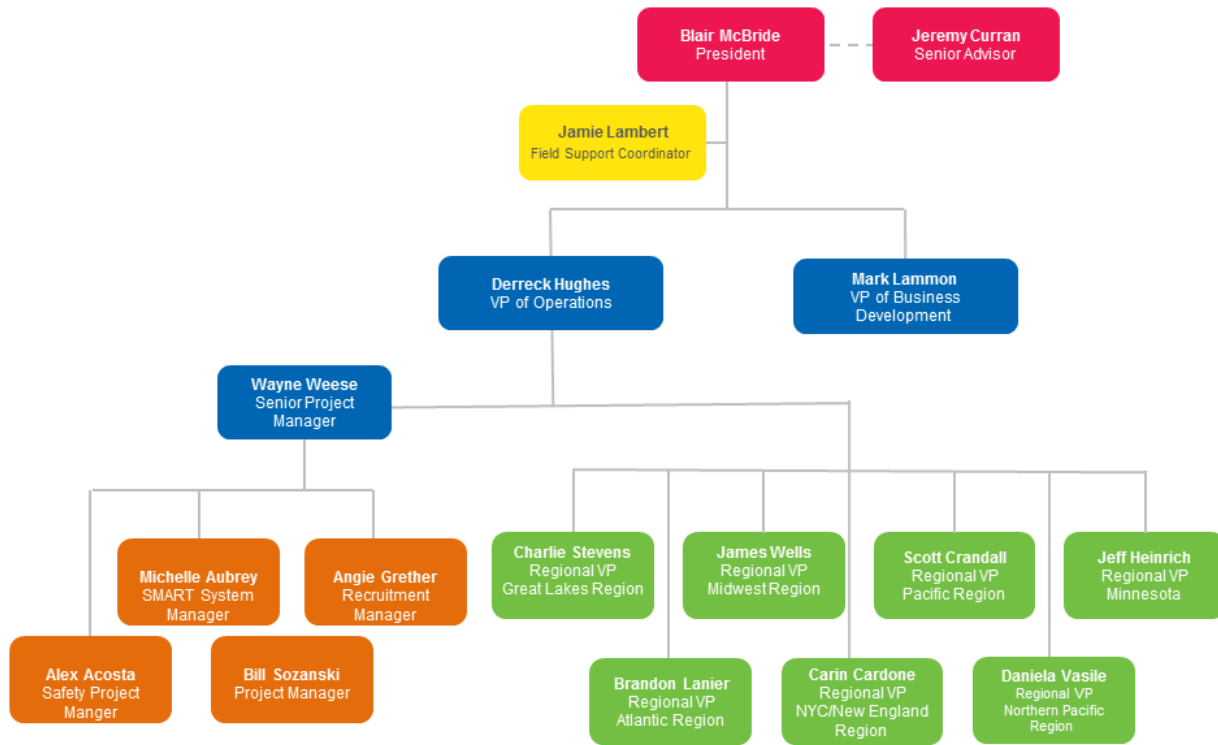 Blair McBride
President
Jeremy Curran
Senior Advisor
Jamie Lambert
Field Support Coordinator
Derreck Hughes
VP of Operations
Mark Lammon
VP of Business
Development
Wayne Weese
Senior Project
Manager
Michelle Aubrey
SMART System
Manager
Angie Grether
Recruitment
Manager
Alex Acosta
Safety Project
Manger
Bill Sozanski
Project Manager
Charlie Stevens
Regional VP
Great Lakes Region
James Wells
Regional VP
Midwest Region
Scott Crandall
Regional VP
Pacific Region
Jeff Heinrich
Regional VP
Minnesota
Brandon Lanier
Regional VP
Atlantic Region
Carin Cardone
Regional VP
NYC/New England
Region
Daniela Vasile
Regional VP
Northern Pacific
Region